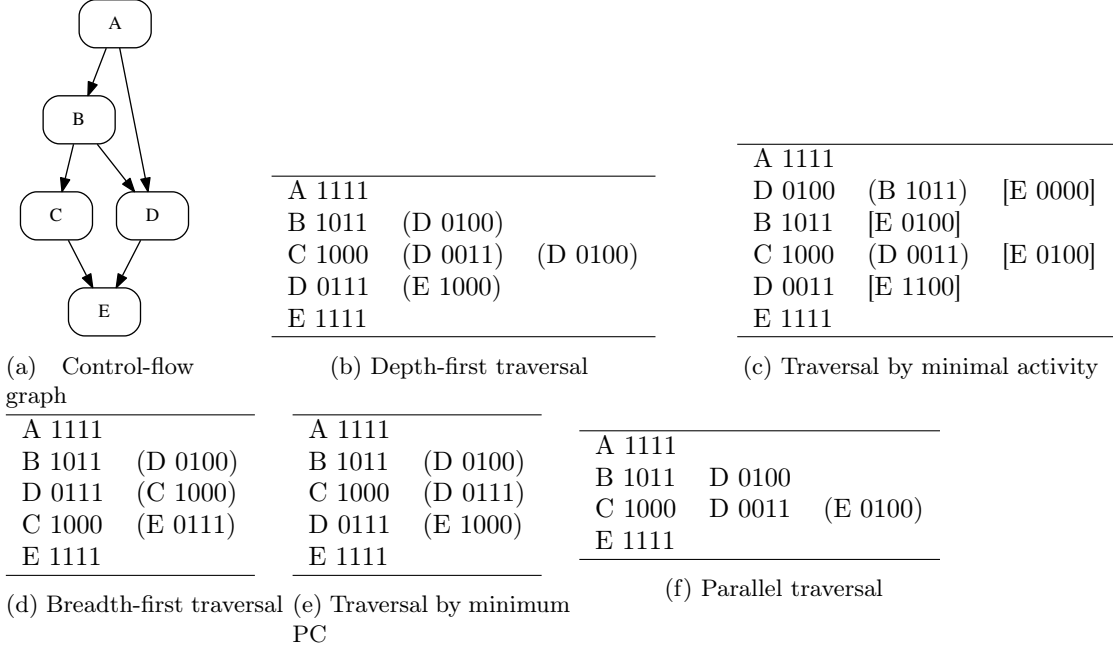 A
B
C
D
E
(a) Control-flow
graph
A 1111
B 1011 (D 0100)
C 1000 (D 0011) (D 0100)
D 0111 (E 1000)
E 1111
(b) Depth-first traversal
A 1111
D 0100 (B 1011) [E 0000]
B 1011 [E 0100]
C 1000 (D 0011) [E 0100]
D 0011 [E 1100]
E 1111
(c) Traversal by minimal activity
A 1111
B 1011 (D 0100)
D 0111 (C 1000)
C 1000 (E 0111)
E 1111
(d) Breadth-first traversal
A 1111
B 1011 (D 0100)
C 1000 (D 0111)
D 0111 (E 1000)
E 1111
(e) Traversal by minimum
PC
A 1111
B 1011 D 0100
C 1000 D 0011 (E 0100)
E 1111
(f) Parallel traversal